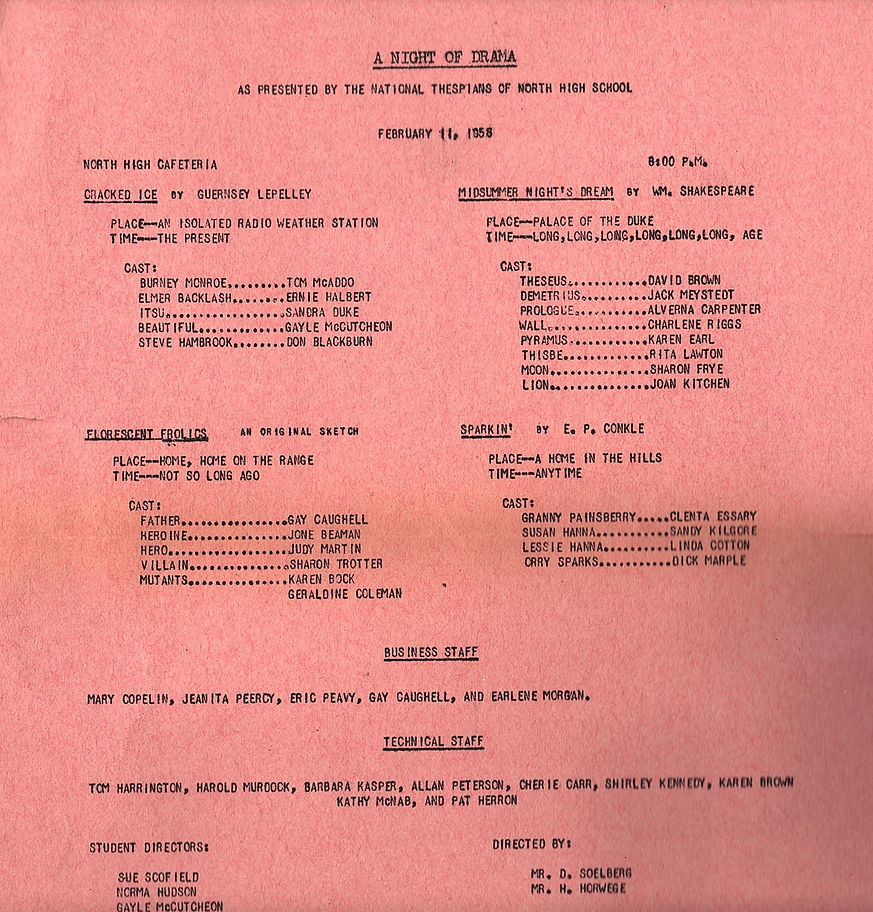 A NIGHT OF DRAMA
AS PRESENTED BY THE NATIONAL THESPIANS OF NORTH HIGH SCHOOL
FEBRUARY 11, 1958
NORTH HIGH CAFETERIA
8:00 P.M.
CRACKED ICE BY GUERNSEY LEPELLEY
PLACE--AN ISOLATED RADIO WEATHER STATION
TIME---THE PRESENT
CAST:
BURNEY MONROE.........TOM McADDO
ELMER BACKLASH........ERNIE HALBERT
ITSU..................SANDRA DUKE
BEAUTIFUL.............GAYLE McCUTCHEON
STEVE HAMBROOK........DON BLACKBURN
MIDSUMMER NIGHT'S DREAM BY WM. SHAKESPEARE
PLACE--PALACE OF THE DUKE
TIME---LONG,LONG,LONG,LONG,LONG,LONG, AGE
CAST:
THESEUS............DAVID BROWN
DEMETRIUS..........JACK MEYSTEDT
PROLOGUE...........ALVERNA CARPENTER
WALL...............CHARLENE RIGGS
PYRAMUS............KAREN EARL
THISBE.............RITA LAWTON
MOON...............SHARON FRYE
LION...............JOAN KITCHEN
FLORESCENT FROLICS AN ORIGINAL SKETCH
PLACE--HOME, HOME ON THE RANGE
TIME---NOT SO LONG AGO
CAST:
FATHER................GAY CAUGHELL
HEROINE...............JONE BEAMAN
HERO..................JUDY MARTIN
VILLAIN...............SHARON TROTTER
MUTANTS...............KAREN BOCK
GERALDINE COLEMAN
SPARKIN' BY E. P. CONKLE
PLACE--A HOME IN THE HILLS
TIME---ANYTIME
CAST:
GRANNY PAINSBERRY.....CLENTA ESSARY
SUSAN HANNA...........SANDY KILGORE
LESSIE HANNA..........LINDA COTTON
ORRY SPARKS...........DICK MARPLE
BUSINESS STAFF
MARY COPELIN, JEANITA PEERCY, ERIC PEAVY, GAY CAUGHELL, AND EARLENE MORGAN.
TECHNICAL STAFF
TOM HARRINGTON, HAROLD MURDOCK, BARBARA KASPER, ALLAN PETERSON, CHERIE CARR, SHIRLEY KENNEDY, KAREN BROWN
KATHY McNAB, AND PAT HERRON
STUDENT DIRECTORS:
SUE SCOFIELD
NORMA HUDSON
GAYLE McCUTCHEON
DIRECTED BY:
MR. D. SOELBERG
MR. H. HORWEGE